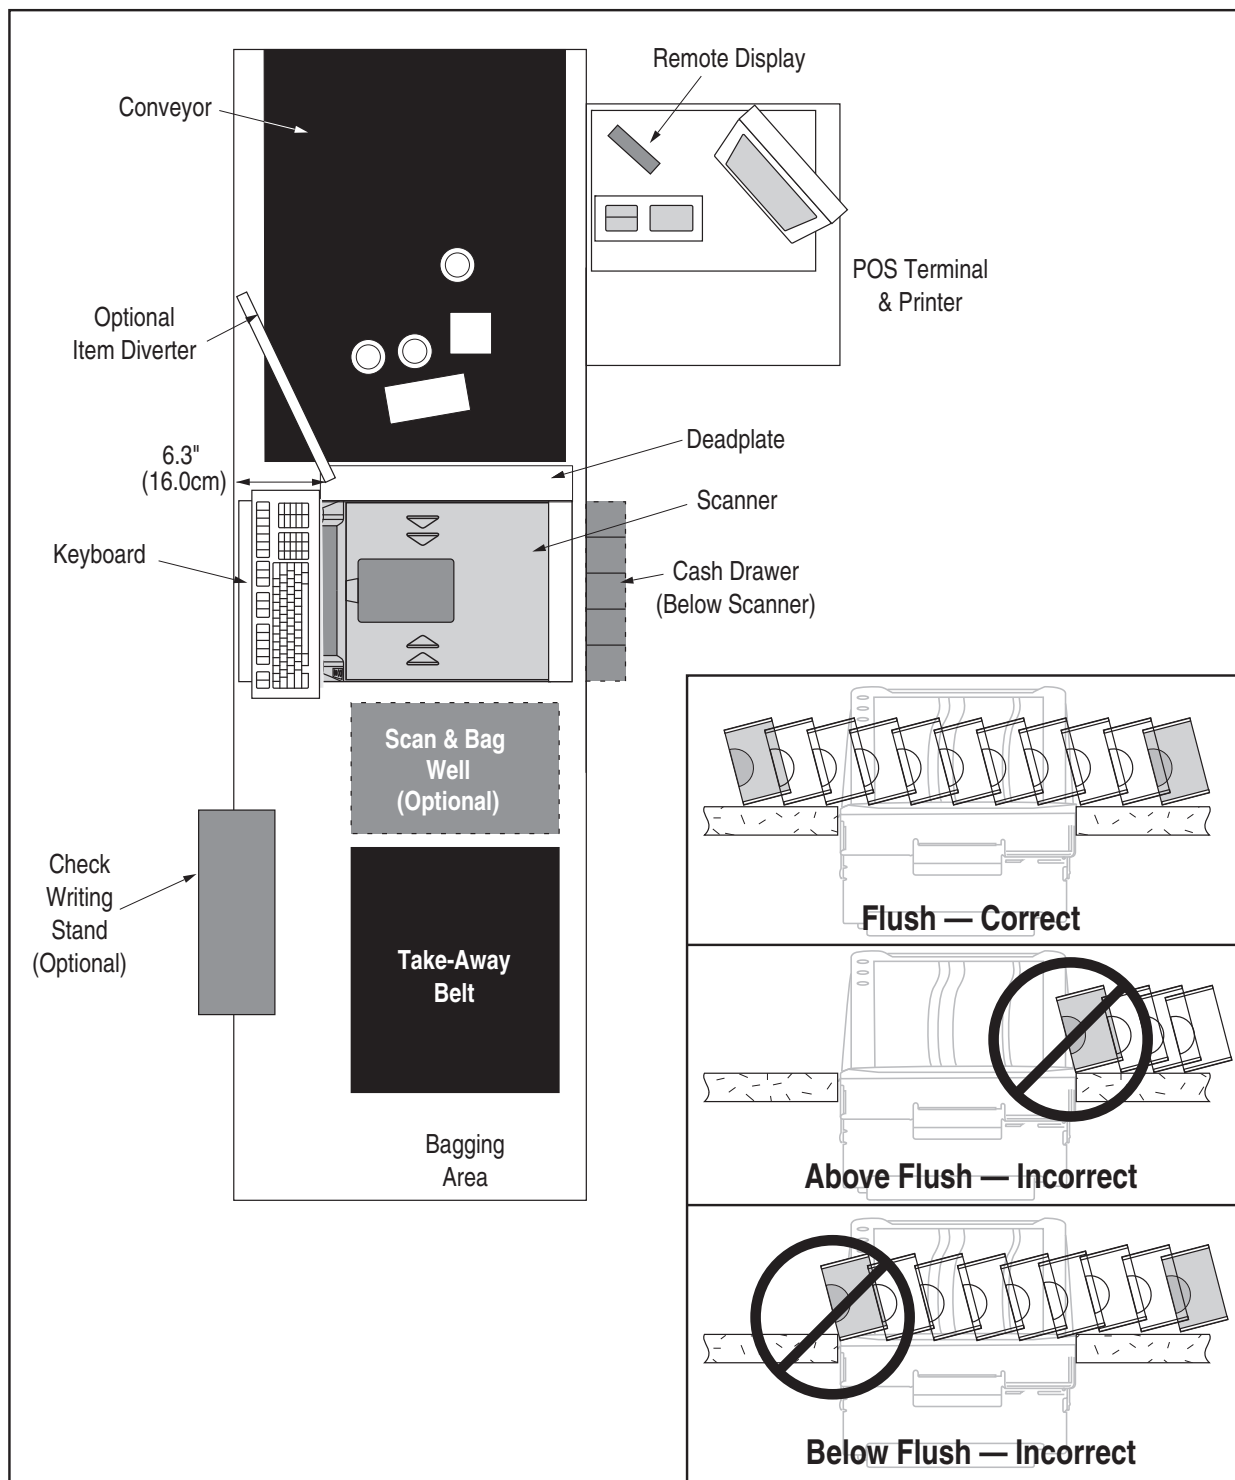 Remote Display
Conveyor
POS Terminal
& Printer
Optional
Item Diverter
Deadplate
6.3"
(16.0cm)
Scanner
Keyboard
Cash Drawer
(Below Scanner)
Scan & Bag
Well
(Optional)
Check
Writing
Stand
(Optional)
Take-Away
Belt
Bagging
Area
Flush — Correct
Above Flush — Incorrect
Below Flush — Incorrect